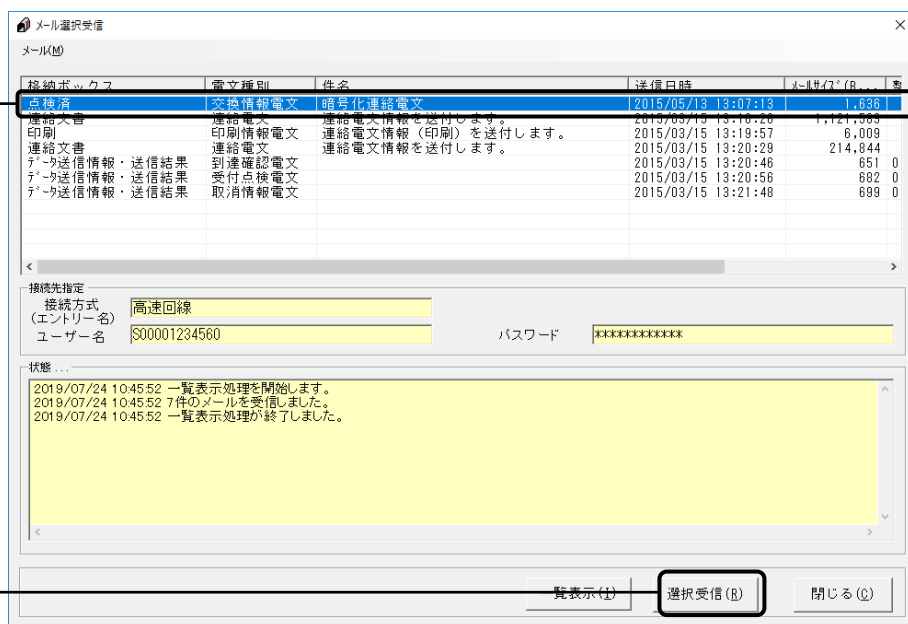 メール選択受信
メール(M)
格納ボックス 電文種別 件名 送信日時 メールサイズ(B...
点検済 交換情報電文 暗号化連絡電文 2015/05/13 13:07:13 1,636
連絡文書 連絡電文 連絡電文情報を送付します。 2015/03/15
印刷 印刷情報電文 連絡電文情報(印刷)を送付します。 2015/03/15 13:19:57 6,009
連絡文書 連絡電文 連絡電文情報を送付します。 2015/03/15 13:20:29 214,844
データ送信情報・送信結果 到達確認電文 2015/03/15 13:20:46 651 0
データ送信情報・送信結果 受付点検電文 2015/03/15 13:20:56 682 0
データ送信情報・送信結果 取消情報電文 2015/03/15 13:21:48 699 0
接続先指定
接続方式
(エントリー名) 高速回線
ユーザー名 S00001234560 パスワード ************
状態 ...
2019/07/24 10:45:52 一覧表示処理を開始します。
2019/07/24 10:45:52 7件のメールを受信しました。
2019/07/24 10:45:52 一覧表示処理が終了しました。
一覧表示(I) 選択受信(R) 閉じる(C)